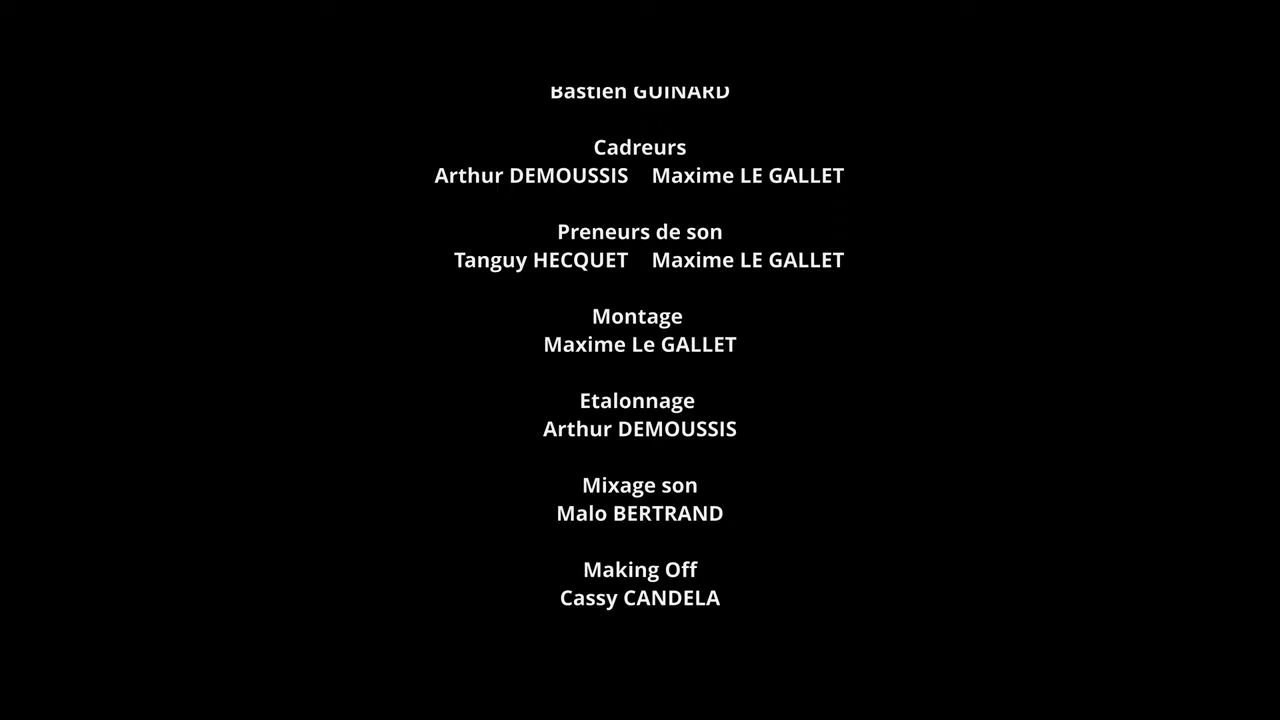 Bastien GUINARD
Cadreurs
Arthur DEMOUSSIS Maxime LE GALLET
Preneurs de son
Tanguy HECQUET Maxime LE GALLET
Montage
Maxime Le GALLET
Etalonnage
Arthur DEMOUSSIS
Mixage son
Malo BERTRAND
Making Off
Cassy CANDELA